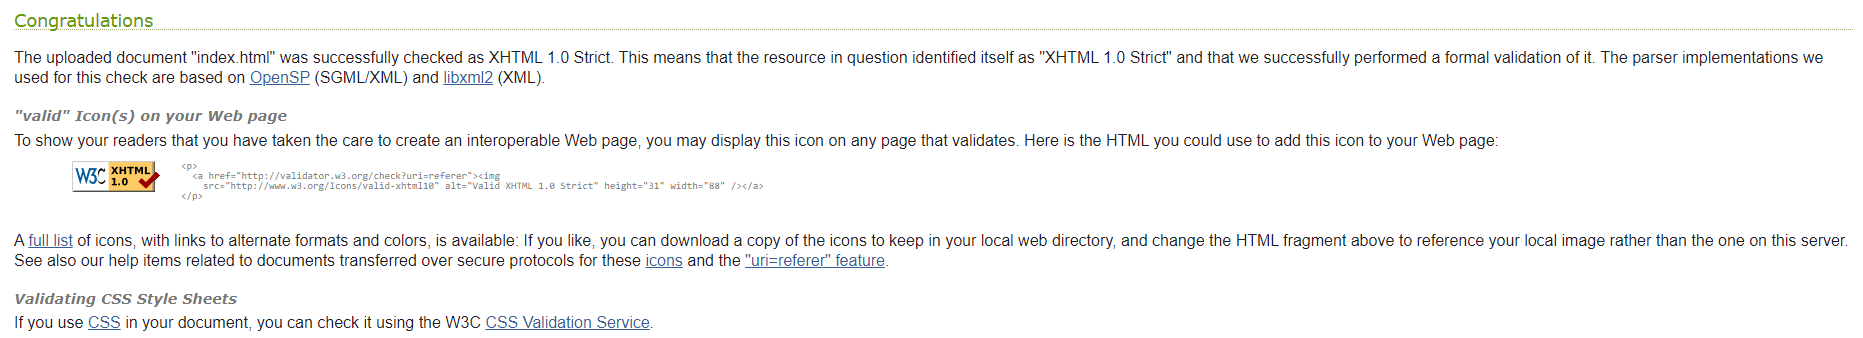 Congratulations
The uploaded document "index.html" was successfully checked as XHTML 1.0 Strict. This means that the resource in question identified itself as "XHTML 1.0 Strict" and that we successfully performed a formal validation of it. The parser implementations we
used for this check are based on OpenSP (SGML/XML) and libxml2 (XML).
"valid" Icon(s) on your Web page
To show your readers that you have taken the care to create an interoperable Web page, you may display this icon on any page that validates. Here is the HTML you could use to add this icon to your Web page:
W3C XHTML 1.0
<p>
<a href="http://validator.w3.org/check?uri=referer"><img
src="http://www.w3.org/Icons/valid-xhtml10" alt="Valid XHTML 1.0 Strict" height="31" width="88" /></a>
</p>
A full list of icons, with links to alternate formats and colors, is available: If you like, you can download a copy of the icons to keep in your local web directory, and change the HTML fragment above to reference your local image rather than the one on this server.
See also our help items related to documents transferred over secure protocols for these icons and the "uri=referer" feature.
Validating CSS Style Sheets
If you use CSS in your document, you can check it using the W3C CSS Validation Service.